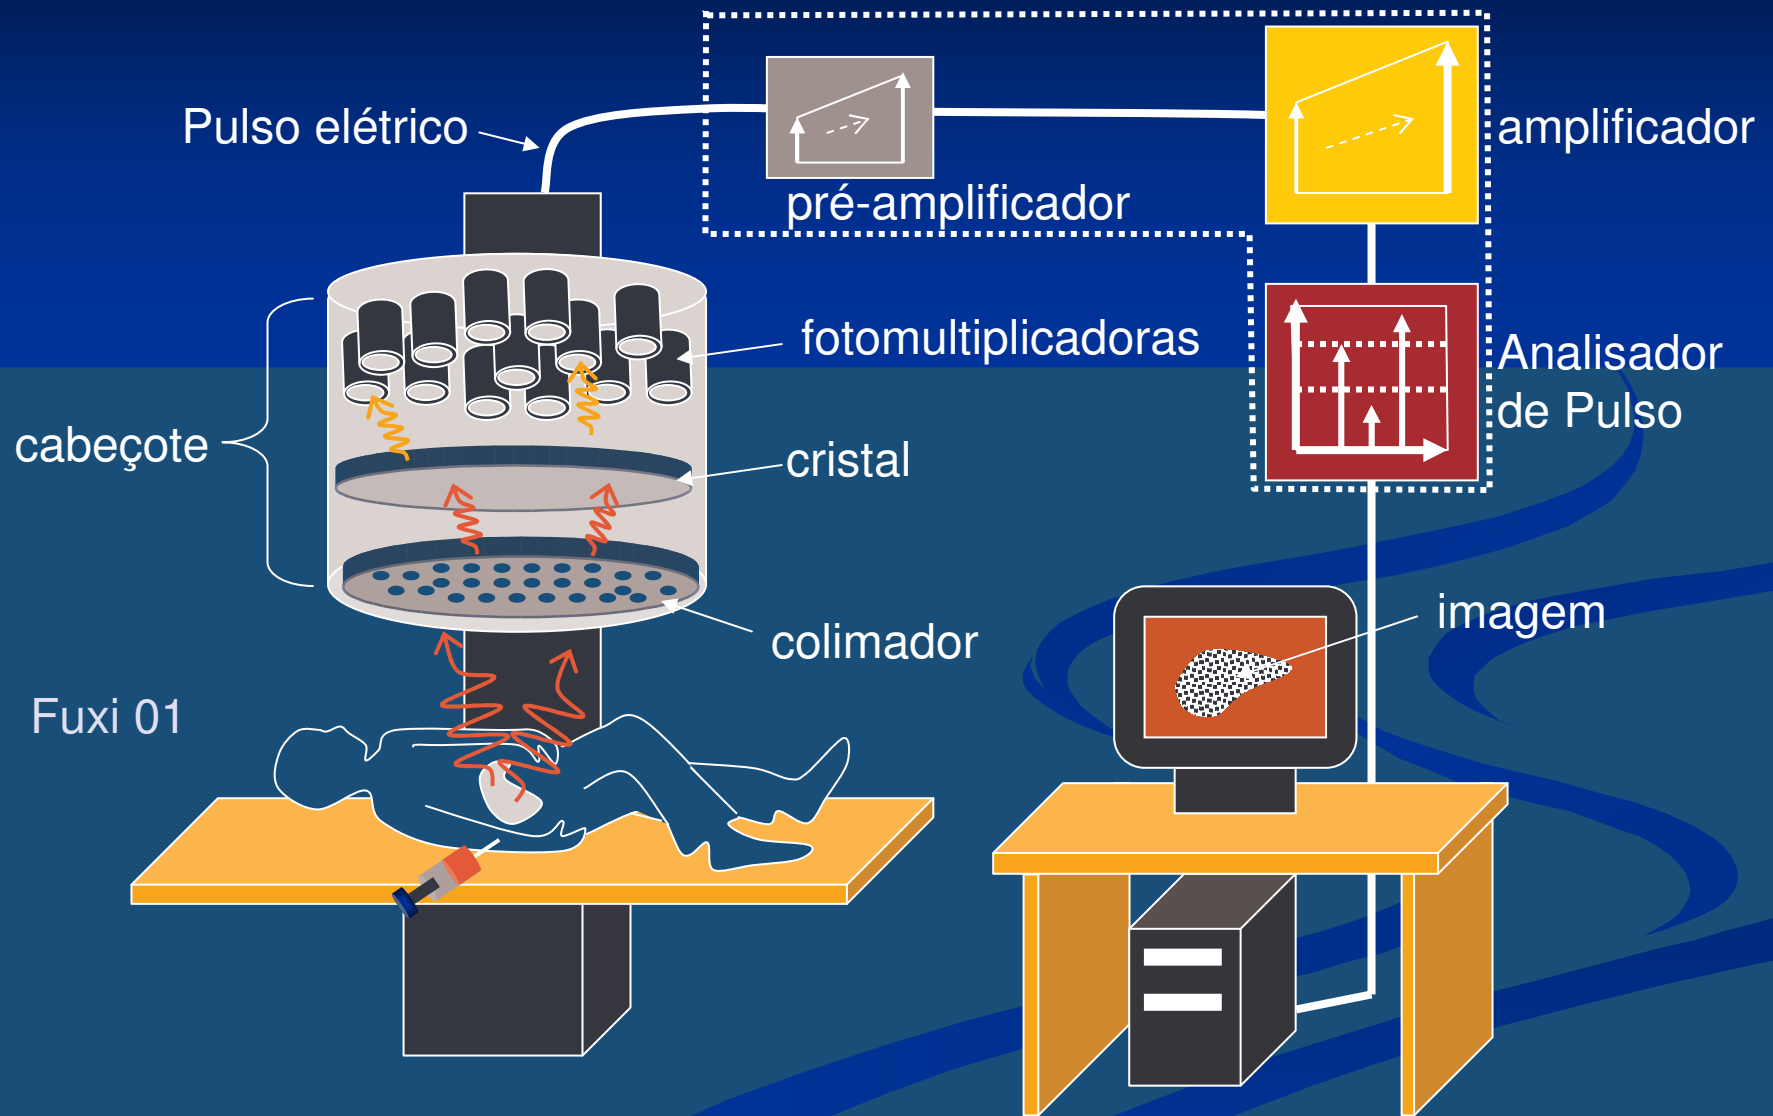 Pulso elétrico
amplificador
pré-amplificador
fotomultiplicadoras
Analisador
de Pulso
cabeçote
cristal
imagem
colimador
Fuxi 01